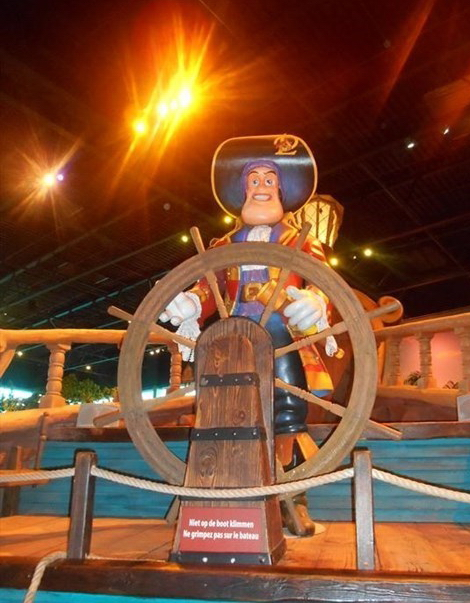 Niet op de boot klimmen
Ne grimpez pas sur le bateau